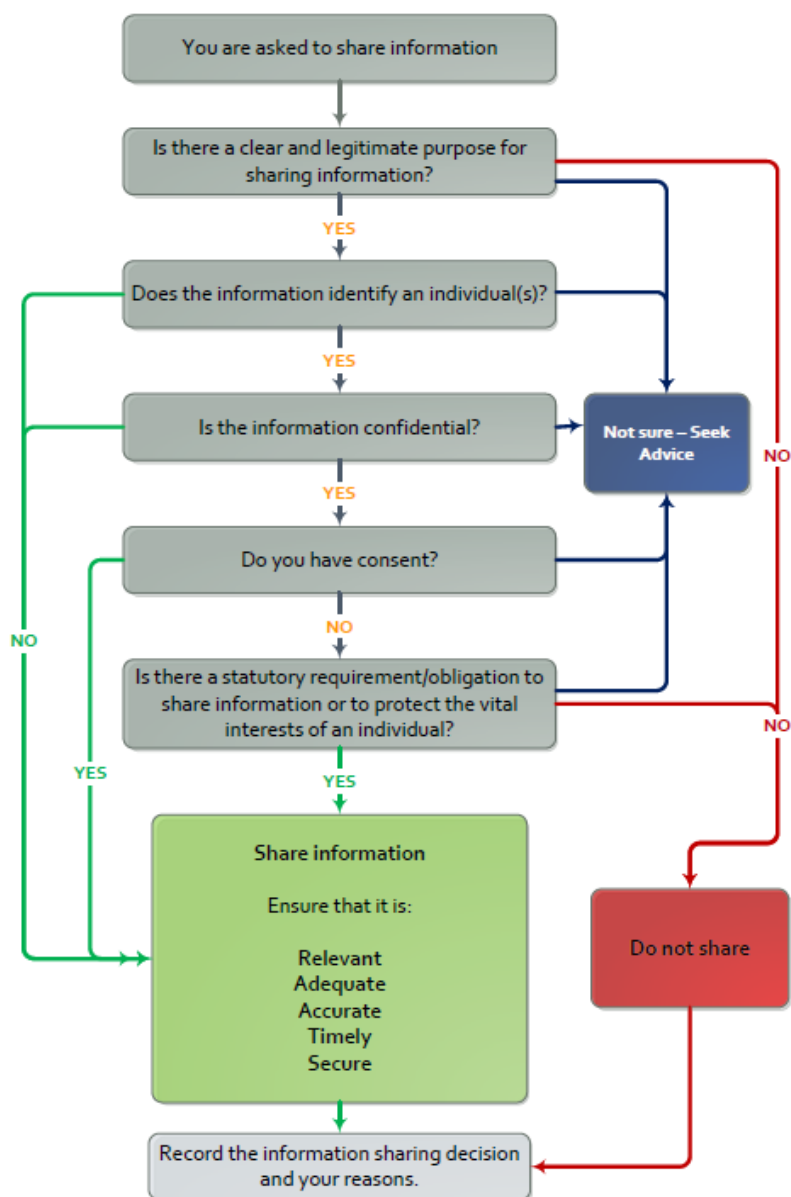 You are asked to share information
Is there a clear and legitimate purpose for
sharing information?
YES
Does the information identify an individual(s)?
YES
Is the information confidential?
Not sure – Seek
Advice
NO
YES
Do you have consent?
NO
NO
Is there a statutory requirement/obligation to
share information or to protect the vital
interests of an individual?
NO
YES
YES
Share information
Ensure that it is:
Relevant
Adequate
Accurate
Timely
Secure
Do not share
Record the information sharing decision
and your reasons.